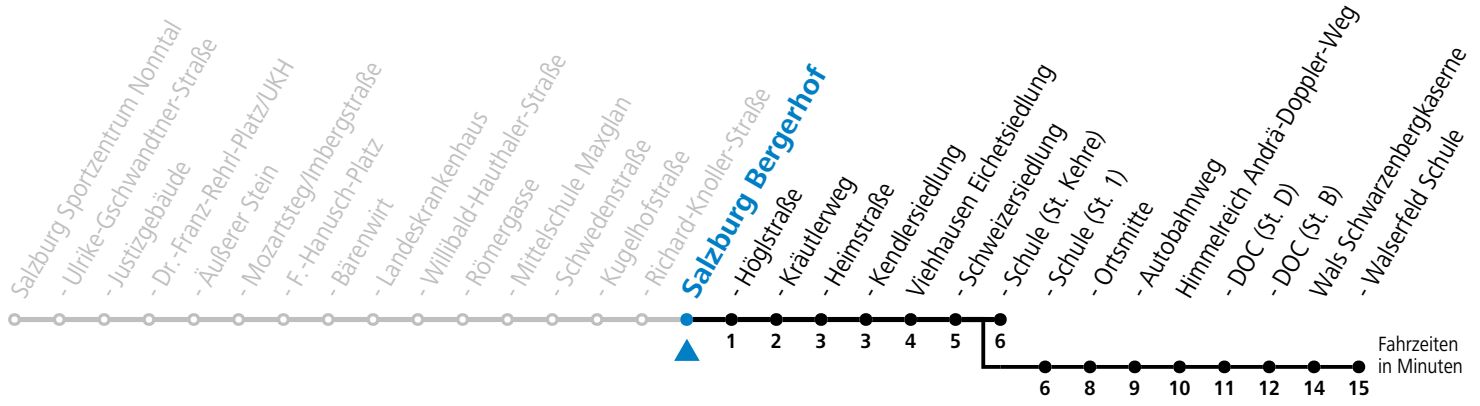 Salzburg Sportzentrum Nonntal
- Ulrike-Gschwandtner-Straße
- Justizgebäude
- Dr.-Franz-Rehrl-Platz/UKH
- Äußerer Stein
- Mozartsteg/Imbergstraße
- F.-Hanusch-Platz
- Bärenwirt
- Landeskrankenhaus
- Willibald-Hauthaler-Straße
- Römergasse
- Mittelschule Maxglan
- Schwedenstraße
- Kugelhofstraße
- Richard-Knoller-Straße
Salzburg Bergerhof
- Höglstraße
- Kräutlerweg
- Heimstraße
- Kendlersiedlung
Viehhausen Eichetsiedlung
- Schweizersiedlung
- Schule (St. Kehre)
- Schule (St. 1)
- Ortsmitte
- Autobahnweg
Himmelreich Andrä-Doppler-Weg
- DOC (St. D)
- DOC (St. B)
Wals Schwarzenbergkaserne
- Walserfeld Schule
1 2 3 3 4 5 6
Fahrzeiten
in Minuten
6 8 9 10 11 12 14 15